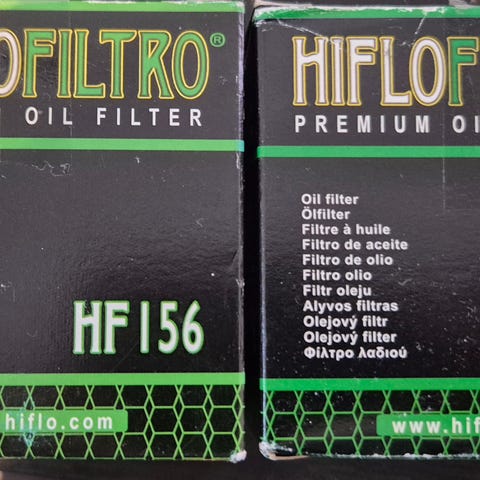 OFILTRO®
OIL FILTER
HF156
hiflo.com
HIFLOF
PREMIUM OI
Oil filter
Ölfilter
Filtre à huile
Filtro de aceite
Filtro de olio
Filtro olio
Filtr oleju
Alyvos filtras
Olejový filtr
Olejový filter
Φίλτρο λαδιού
www.hif